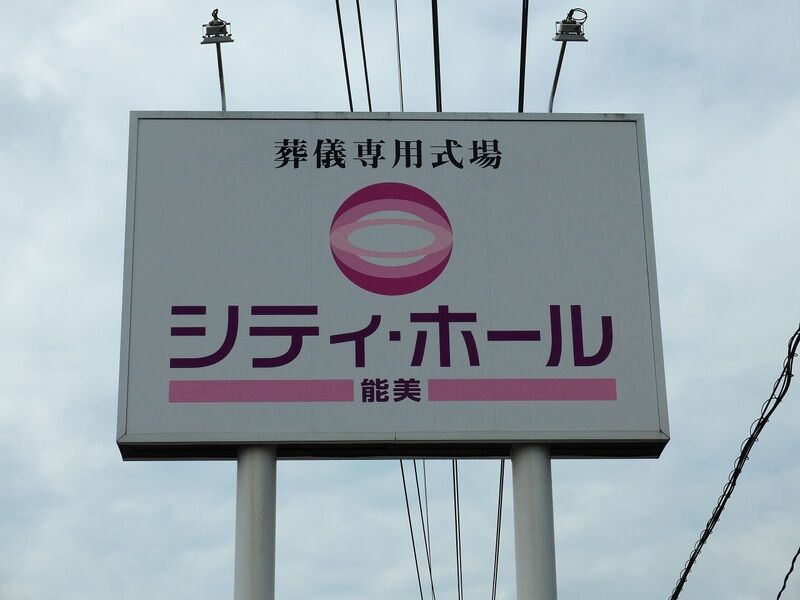 葬儀専用式場
シティ・ホール
能美